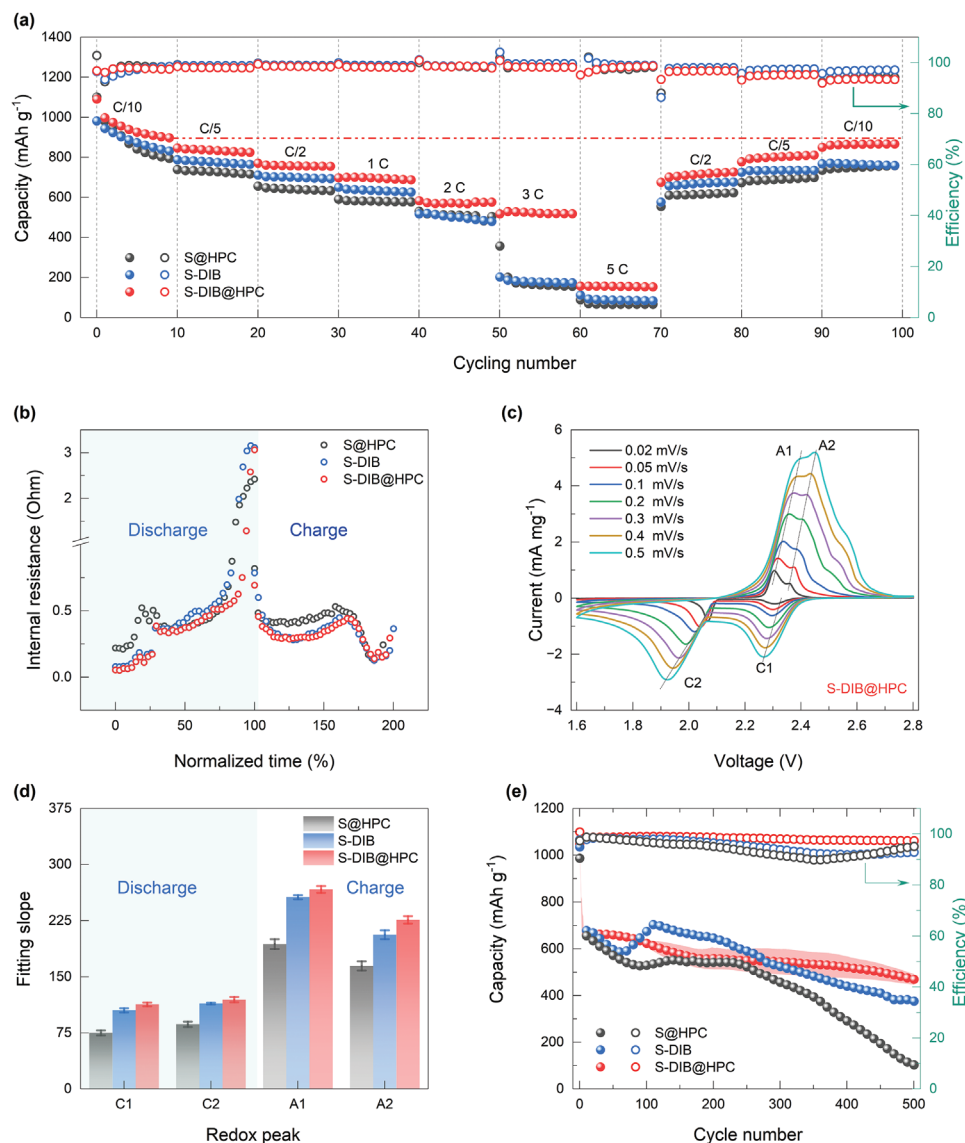 (a)
1400
1200
1000
800
600
400
200
0
Capacity (mAh g⁻¹)
C/10
C/5
C/2
1 C
2 C
3 C
5 C
C/2
C/5
C/10
S@HPC
S-DIB
S-DIB@HPC
100
80
60
40
20
0
Efficiency (%)
0 10 20 30 40 50 60 70 80 90 100
Cycling number
(b)
3
2
0.5
0.0
Internal resistance (Ohm)
S@HPC
S-DIB
S-DIB@HPC
Discharge
Charge
0 50 100 150 200
Normalized time (%)
(c)
6
4
2
0
−2
−4
Current (mA mg⁻¹)
0.02 mV/s
0.05 mV/s
0.1 mV/s
0.2 mV/s
0.3 mV/s
0.4 mV/s
0.5 mV/s
A1
A2
C2
C1
S-DIB@HPC
1.6 2.0 2.2 2.4 2.6 2.8
Voltage (V)
(d)
375
300
225
150
75
0
Fitting slope
S@HPC
S-DIB
S-DIB@HPC
Discharge
Charge
C1 C2 A1 A2
Redox peak
(e)
1200
1000
800
600
400
200
0
Capacity (mAh g⁻¹)
S@HPC
S-DIB
S-DIB@HPC
100
80
60
40
20
0
Efficiency (%)
0 100 200 300 400 500
Cycle number